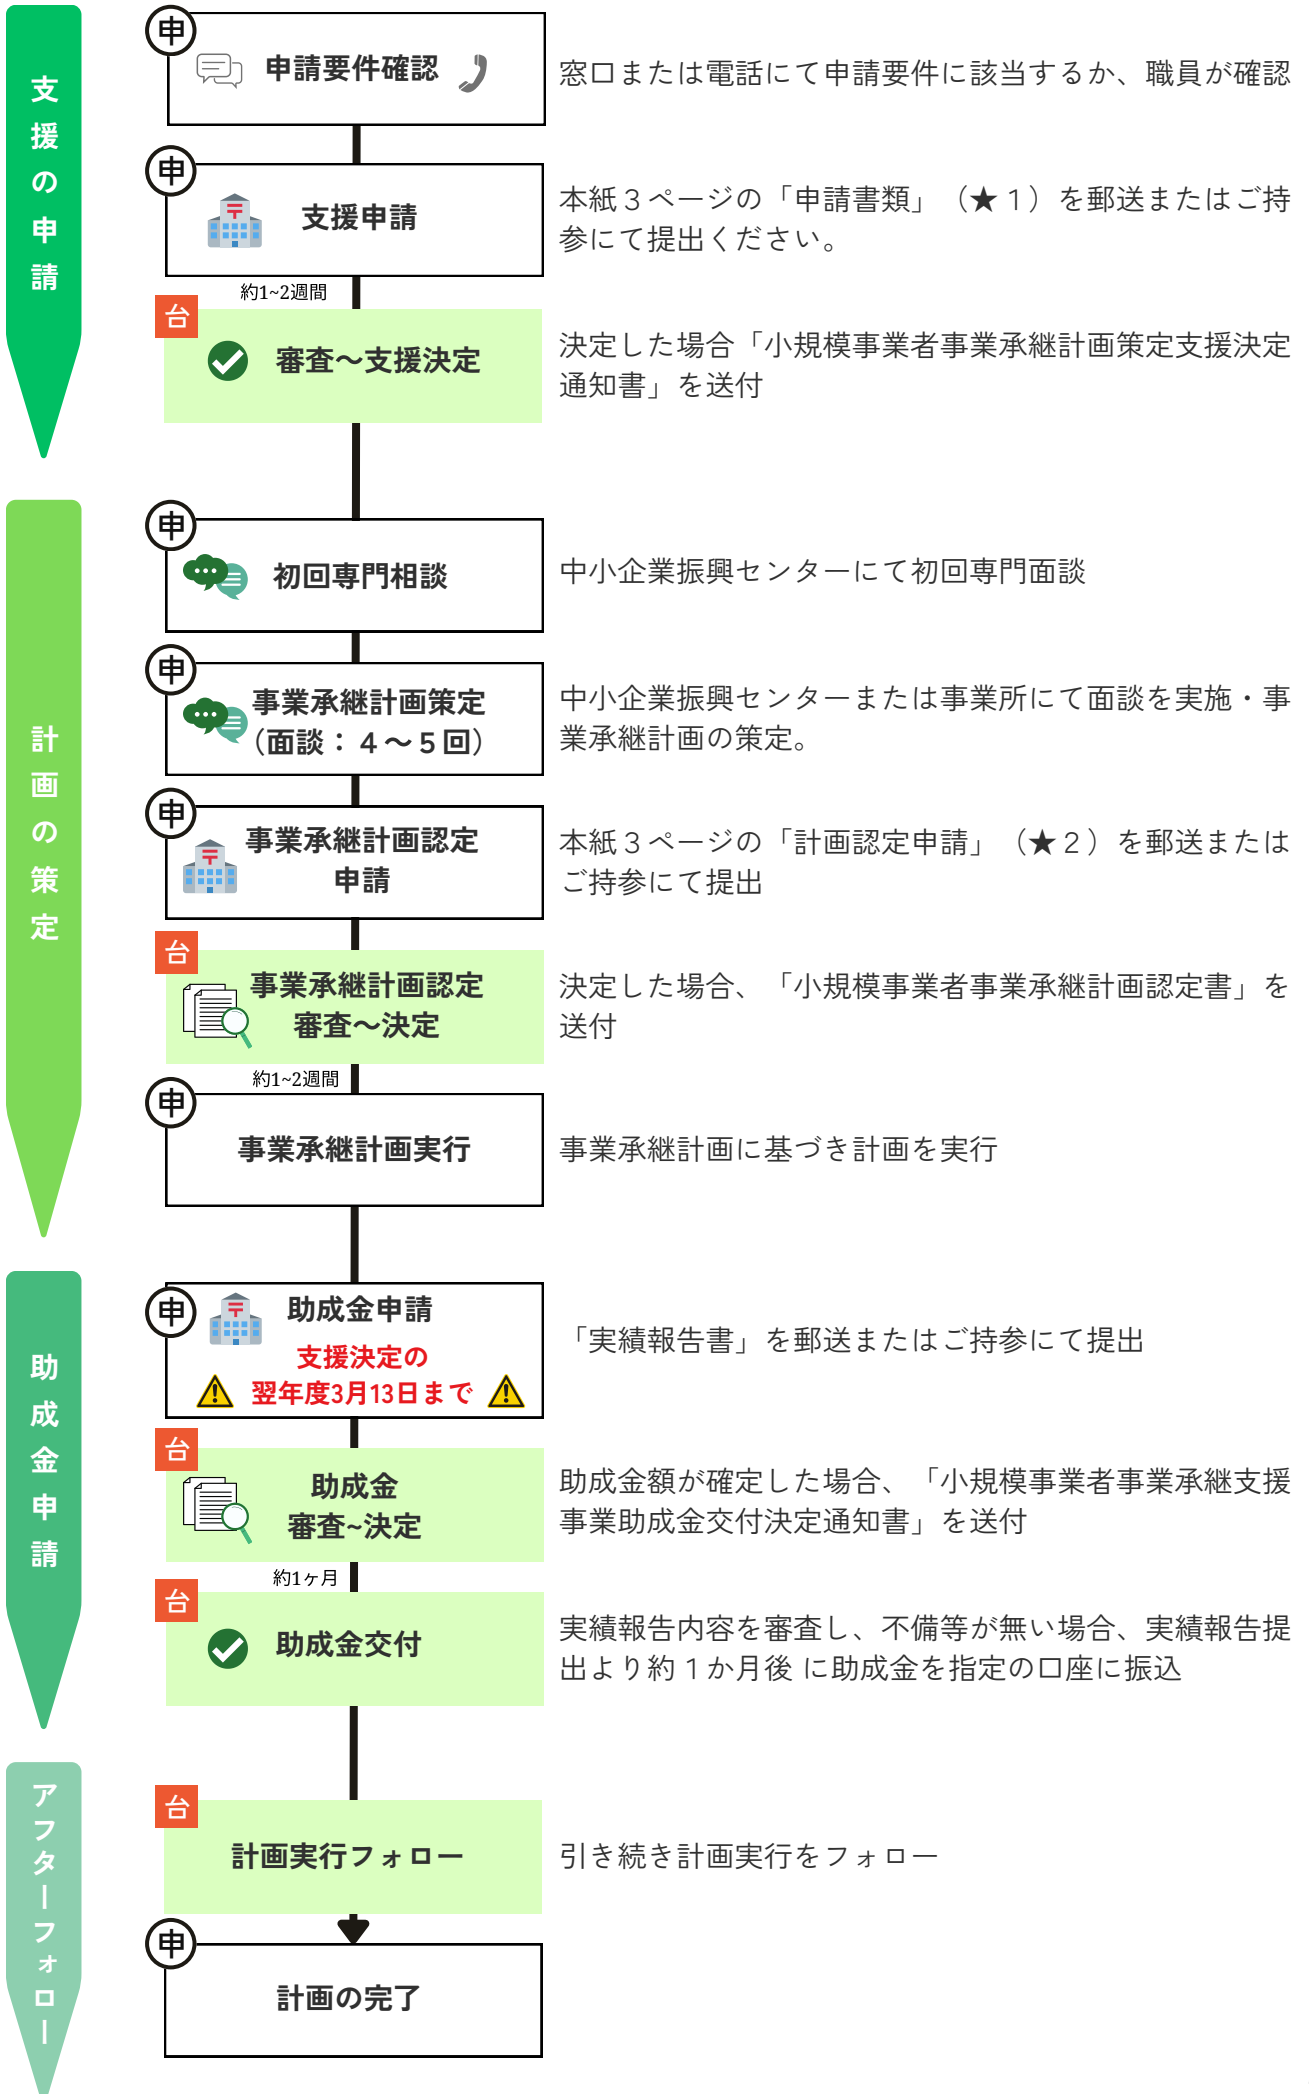 支援の申請
申
申請要件確認
窓口または電話にて申請要件に該当するか、職員が確認
申
支援申請
本紙３ページの「申請書類」（★１）を郵送またはご持
参にて提出ください。
約1~2週間
台
審査～支援決定
決定した場合「小規模事業者事業承継計画策定支援決定
通知書」を送付
計画の策定
申
初回専門相談
中小企業振興センターにて初回専門面談
申
事業承継計画策定
（面談：４～５回）
中小企業振興センターまたは事業所にて面談を実施・事
業承継計画の策定。
申
事業承継計画認定
申請
本紙３ページの「計画認定申請」（★２）を郵送または
ご持参にて提出
台
事業承継計画認定
審査～決定
決定した場合、「小規模事業者事業承継計画認定書」を
送付
約1~2週間
申
事業承継計画実行
事業承継計画に基づき計画を実行
助成金申請
申
〒
助成金申請
支援決定の
翌年度3月13日まで
「実績報告書」を郵送またはご持参にて提出
台
助成金
審査~決定
助成金額が確定した場合、「小規模事業者事業承継支援
事業助成金交付決定通知書」を送付
約1ヶ月
台
助成金交付
実績報告内容を審査し、不備等が無い場合、実績報告提
出より約１か月後 に助成金を指定の口座に振込
アフターフォロー
台
計画実行フォロー
引き続き計画実行をフォロー
申
計画の完了